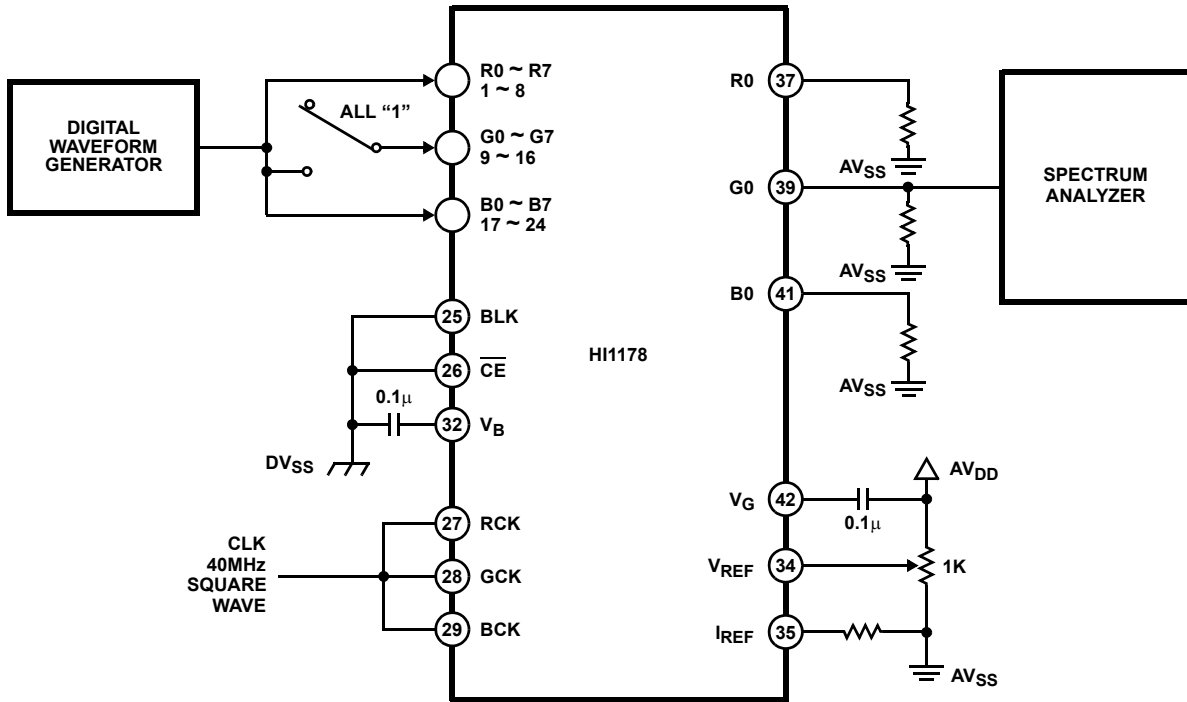 DIGITAL
WAVEFORM
GENERATOR
ALL “1”
R0 ~ R7
1 ~ 8
G0 ~ G7
9 ~ 16
B0 ~ B7
17 ~ 24
25 BLK
26 CE
0.1μ
32 VB
DVSS
CLK
40MHz
SQUARE
WAVE
27 RCK
28 GCK
29 BCK
HI1178
R0 37
AVSS
G0 39
AVSS
B0 41
AVSS
SPECTRUM
ANALYZER
AVDD
VG 42
0.1μ
VREF 34
1K
IREF 35
AVSS